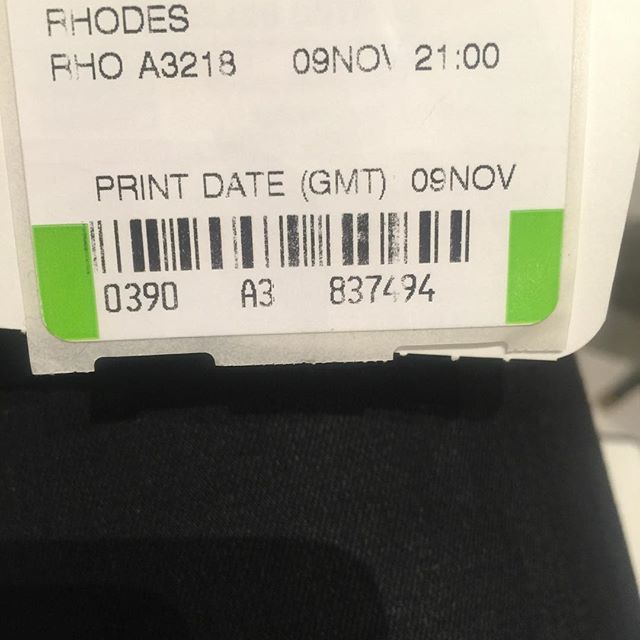 RHODES
RHO A3218 09NOV 21:00
PRINT DATE (GMT) 09NOV
0390 A3 837494